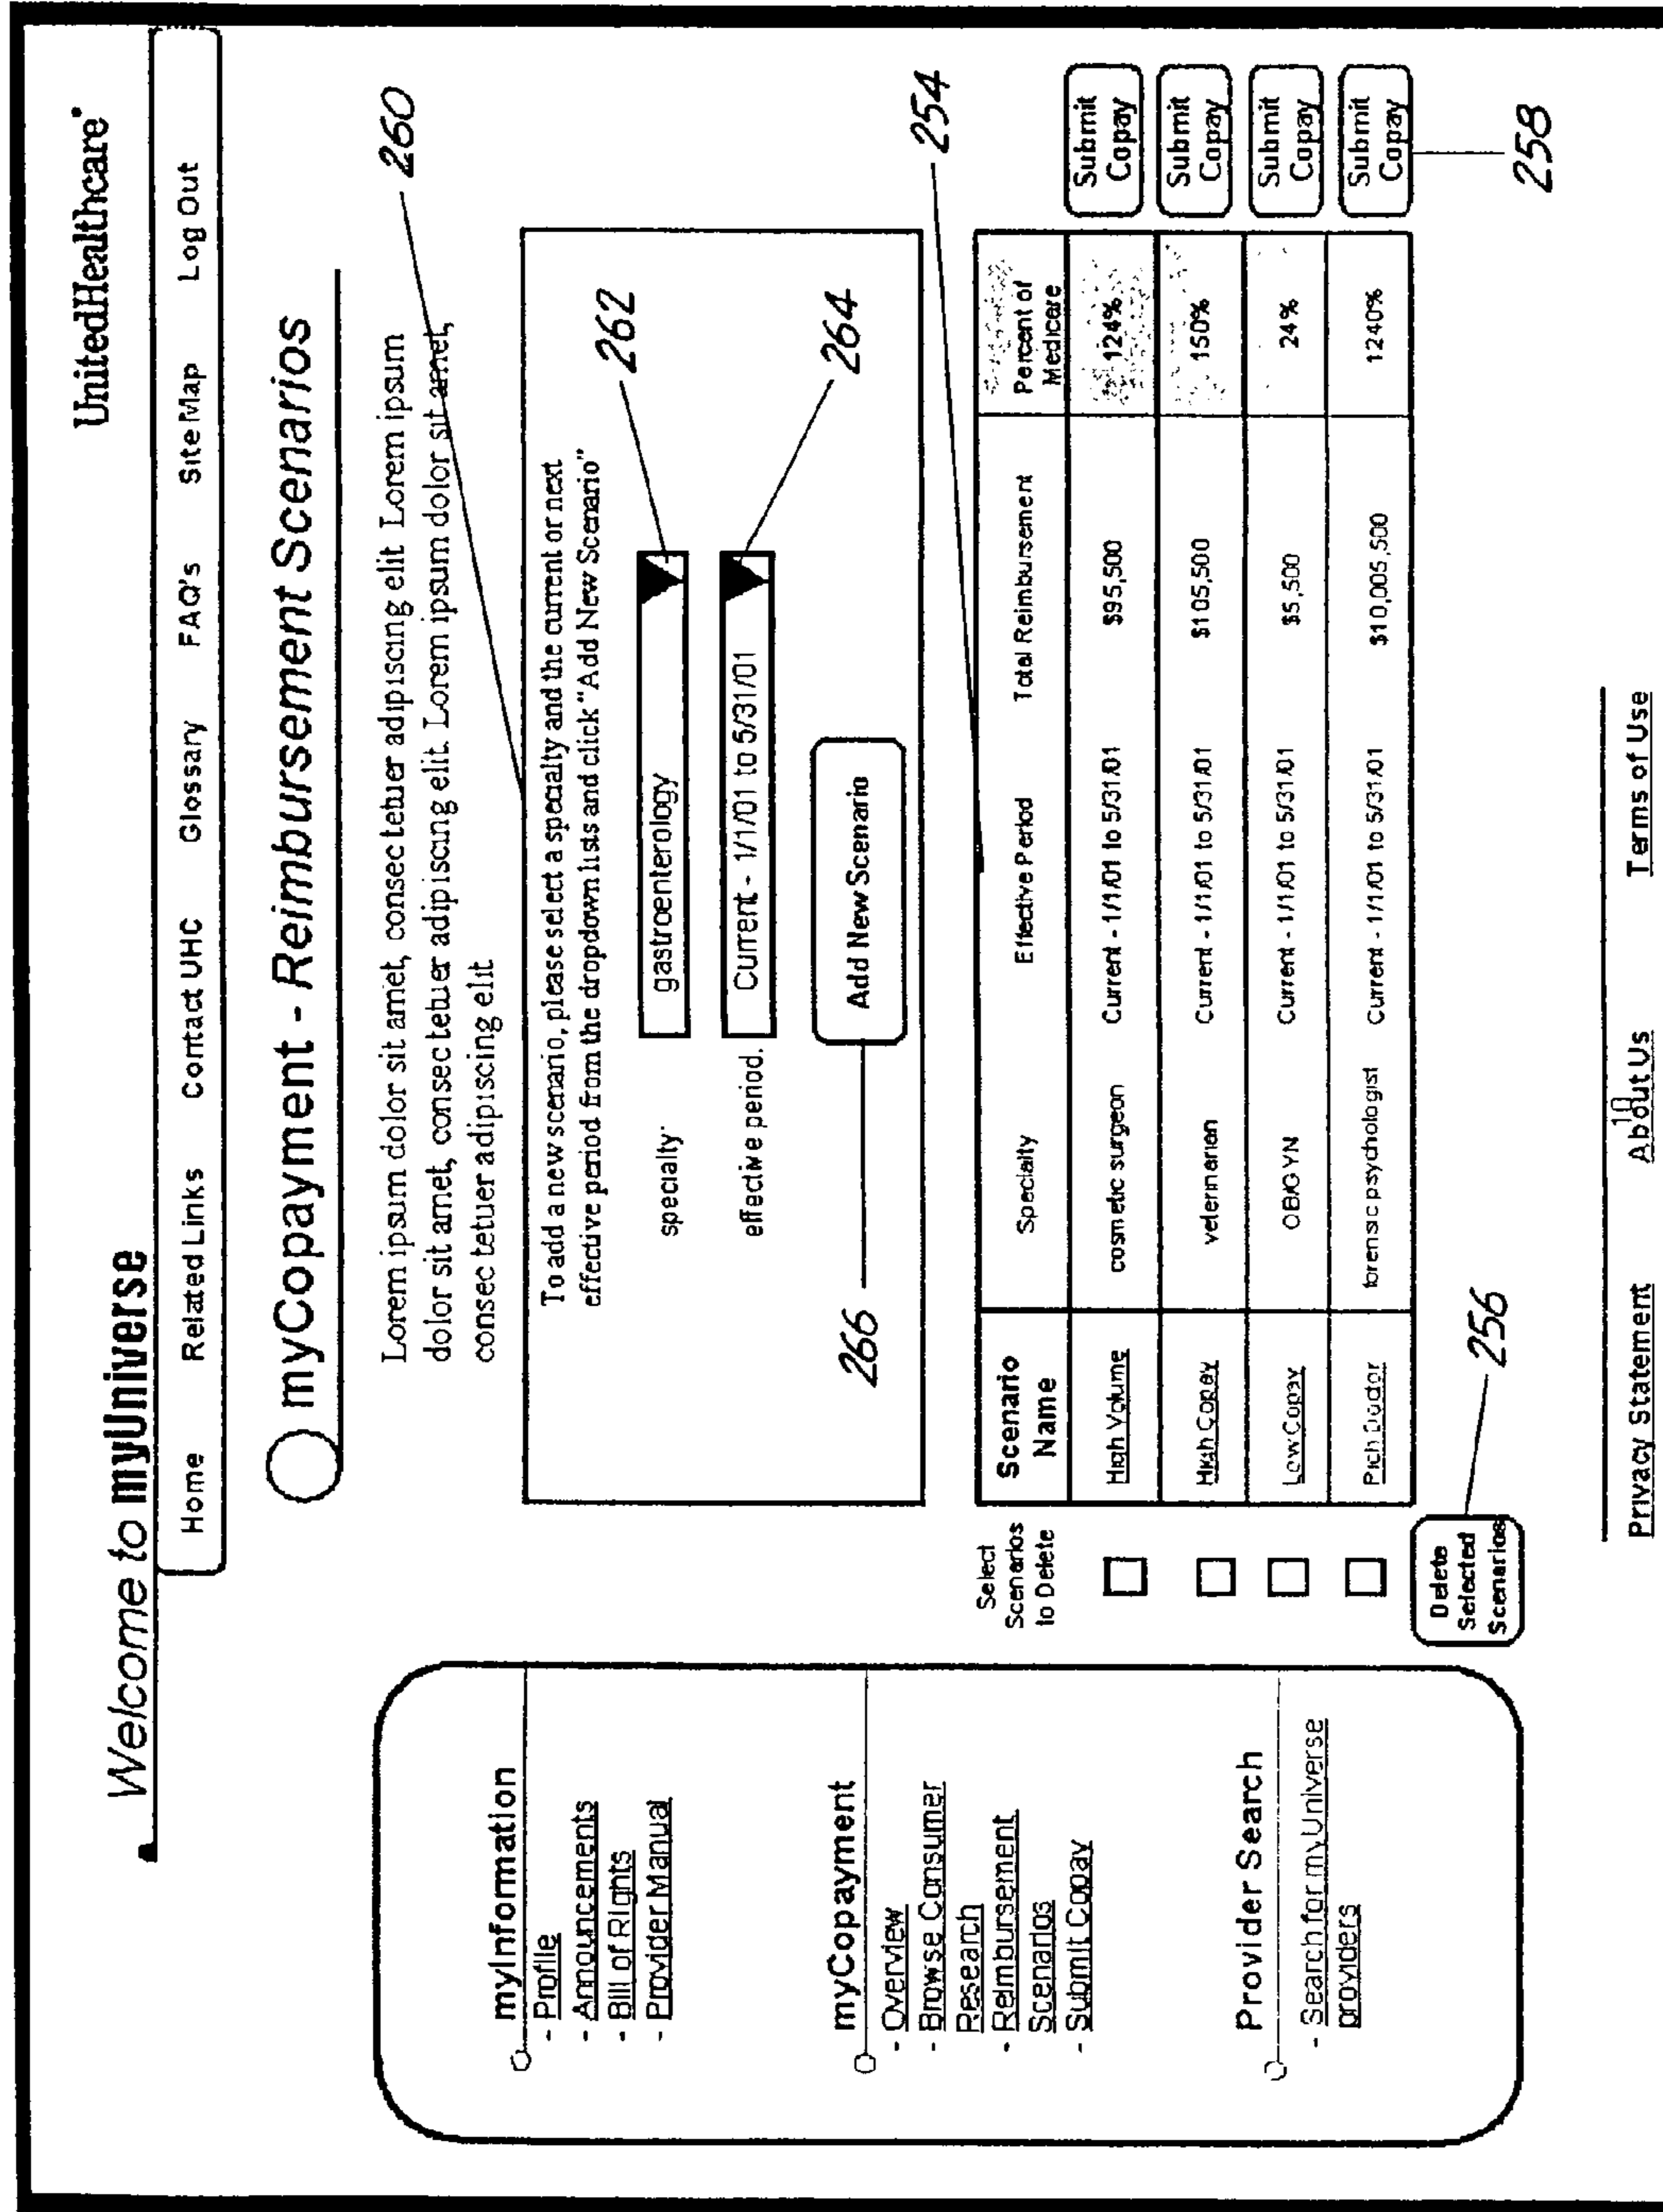 UnitedHealthcare
Welcome to myUniverse
Home Related Links Contact UHC Glossary FAQ's Site Map Log Out
myInformation
- Profile
- Announcements
- Bill of Rights
- Provider Manual
myCopayment
- Overview
- Browse Consumer
Research
- Reimbursement
Scenarios
- Submit Copay
Provider Search
- Search for myUniverse
providers
myCopayment - Reimbursement Scenarios
Lorem ipsum dolor sit amet, consec tetuer adipiscing elit Lorem ipsum
dolor sit amet, consec tetuer adipiscing elit. Lorem ipsum dolor sit amet,
consec tetuer adipiscing elit
260
To add a new scenario, please select a specialty and the current or next
effective period from the dropdown lists and click "Add New Scenario"
specialty: gastroenterology 262
effective period. Current - 1/1/01 to 5/31/01 264
266 Add New Scenario
254
Select
Scenarios
to Delete
Scenario
Name Specialty Effective Period Total Reimbursement Percent of
Medicare
High Volume cosmetic surgeon Current - 1/1/01 to 5/31/01 $95,500 124% Submit
Copay
High Copay veterinarian Current - 1/1/01 to 5/31/01 $105,500 150% Submit
Copay
Low Copay OB/GYN Current - 1/1/01 to 5/31/01 $5,500 24% Submit
Copay
Rich Doctor forensic psychologist Current - 1/1/01 to 5/31/01 $10,005,500 1240% Submit
Copay
Delete
Selected
Scenarios
256
258
10
Privacy Statement About Us Terms of Use